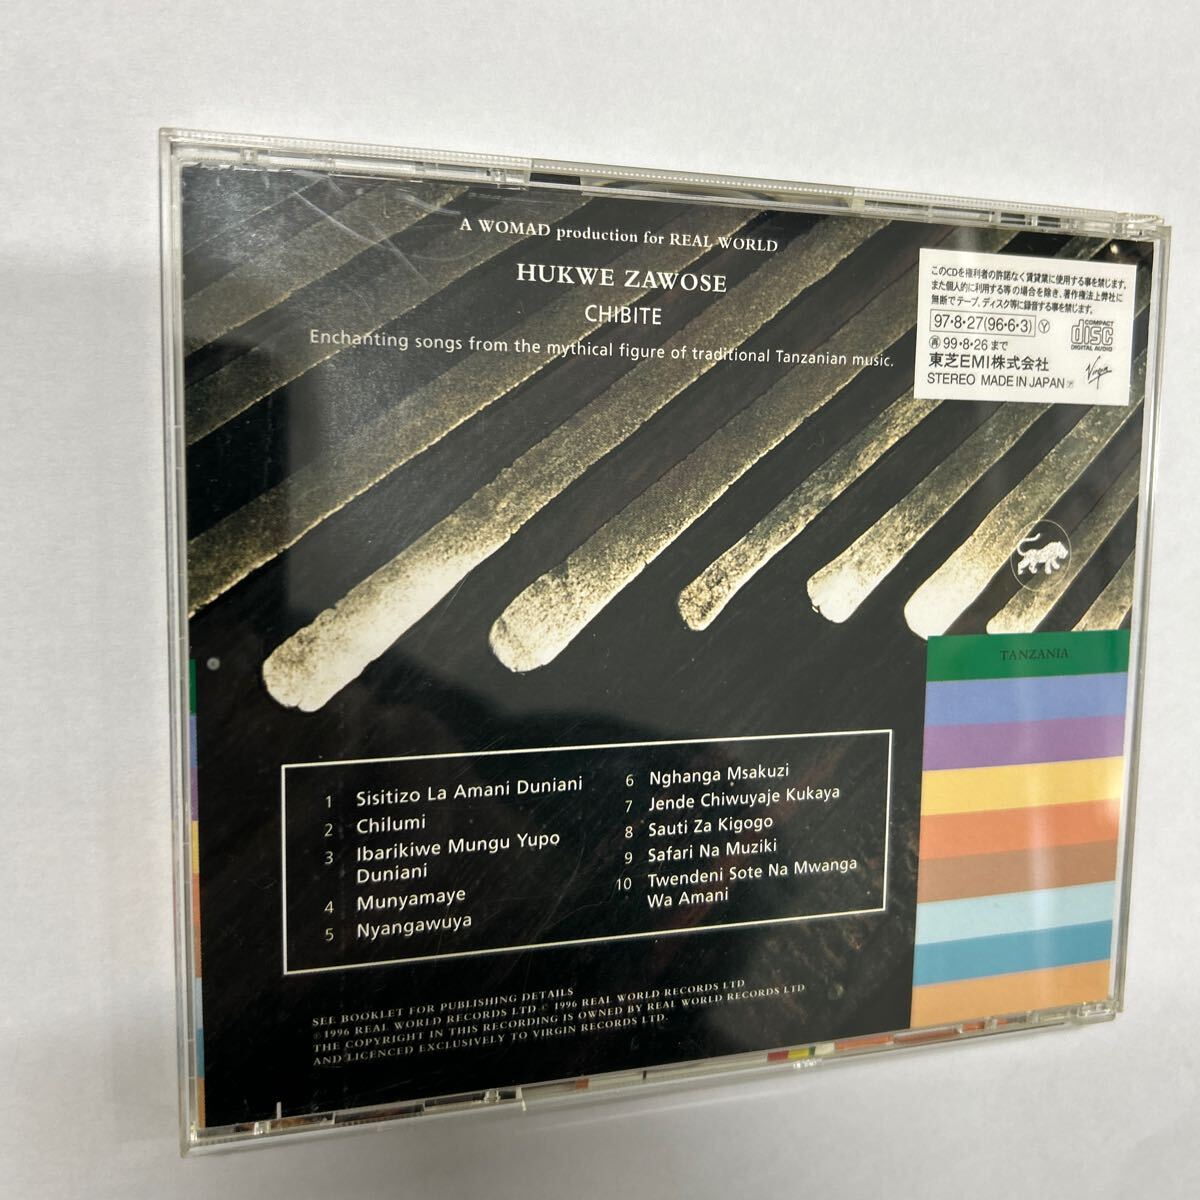 A WOMAD production for REAL WORLD
HUKWE ZAWOSE
CHIBITE
Enchanting songs from the mythical figure of traditional Tanzanian music.
このCDを権利者の許諾なく賃貸業に使用する事を禁じます。
また個人的に利用する等の場合を除き、著作権法上弊社に
無断でテープ、ディスク等に録音する事を禁じます。
97・8・27(96・6・3) Y
再 99・8・26 まで
東芝EMI株式会社
STEREO MADE IN JAPAN
COMPACT
disc
DIGITAL AUDIO
Virgin
TANZANIA
1 Sisitizo La Amani Duniani
2 Chilumi
3 Ibarikiwe Mungu Yupo
Duniani
4 Munyamaye
5 Nyangawuya
6 Nghanga Msakuzi
7 Jende Chiwuyaje Kukaya
8 Sauti Za Kigogo
9 Safari Na Muziki
10 Twendeni Sote Na Mwanga
Wa Amani
SEE BOOKLET FOR PUBLISHING DETAILS
℗ 1996 REAL WORLD RECORDS LTD © 1996 REAL WORLD RECORDS LTD
THE COPYRIGHT IN THIS RECORDING IS OWNED BY REAL WORLD RECORDS LTD
AND LICENCED EXCLUSIVELY TO VIRGIN RECORDS LTD.